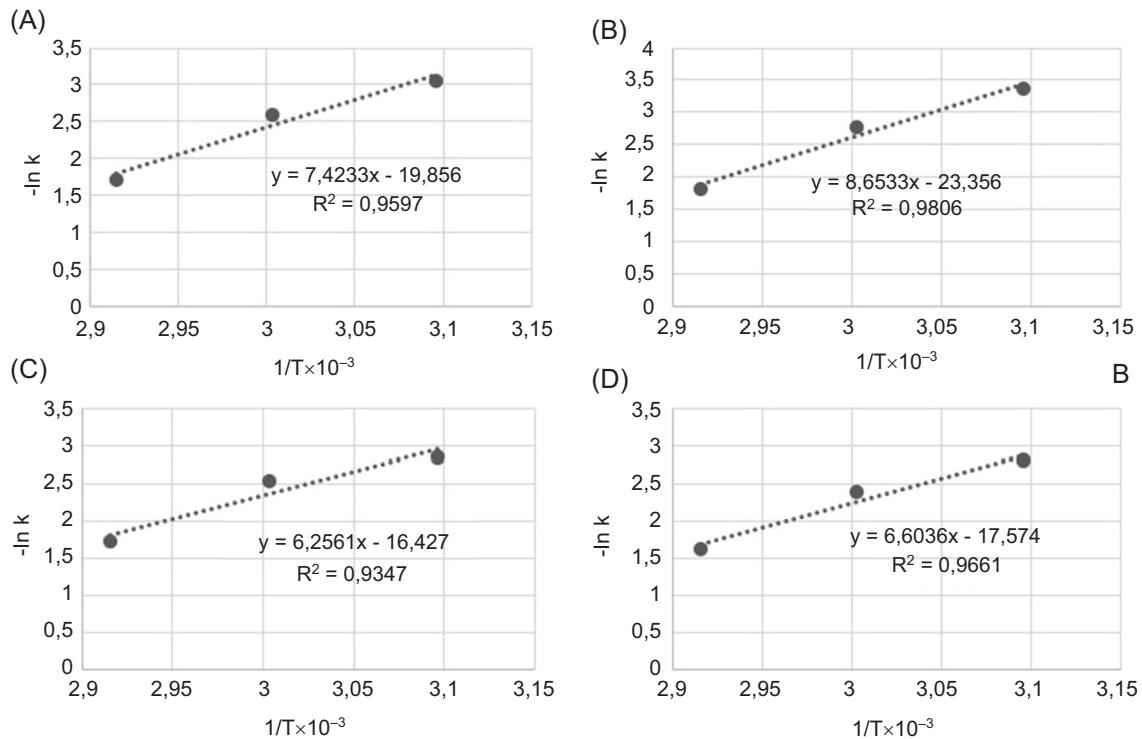 (A)
3,5
3
2,5
2
1,5
1
0,5
0
-ln k
y = 7,4233x - 19,856
R² = 0,9597
2,9 2,95 3 3,05 3,1 3,15
1/T×10⁻³
(B)
4
3,5
3
2,5
2
1,5
1
0,5
0
-ln k
y = 8,6533x - 23,356
R² = 0,9806
2,9 2,95 3 3,05 3,1 3,15
1/T×10⁻³
(C)
3,5
3
2,5
2
1,5
1
0,5
0
-ln k
y = 6,2561x - 16,427
R² = 0,9347
2,9 2,95 3 3,05 3,1 3,15
1/T×10⁻³
(D)
B
3,5
3
2,5
2
1,5
1
0,5
0
-ln k
y = 6,6036x - 17,574
R² = 0,9661
2,9 2,95 3 3,05 3,1 3,15
1/T×10⁻³